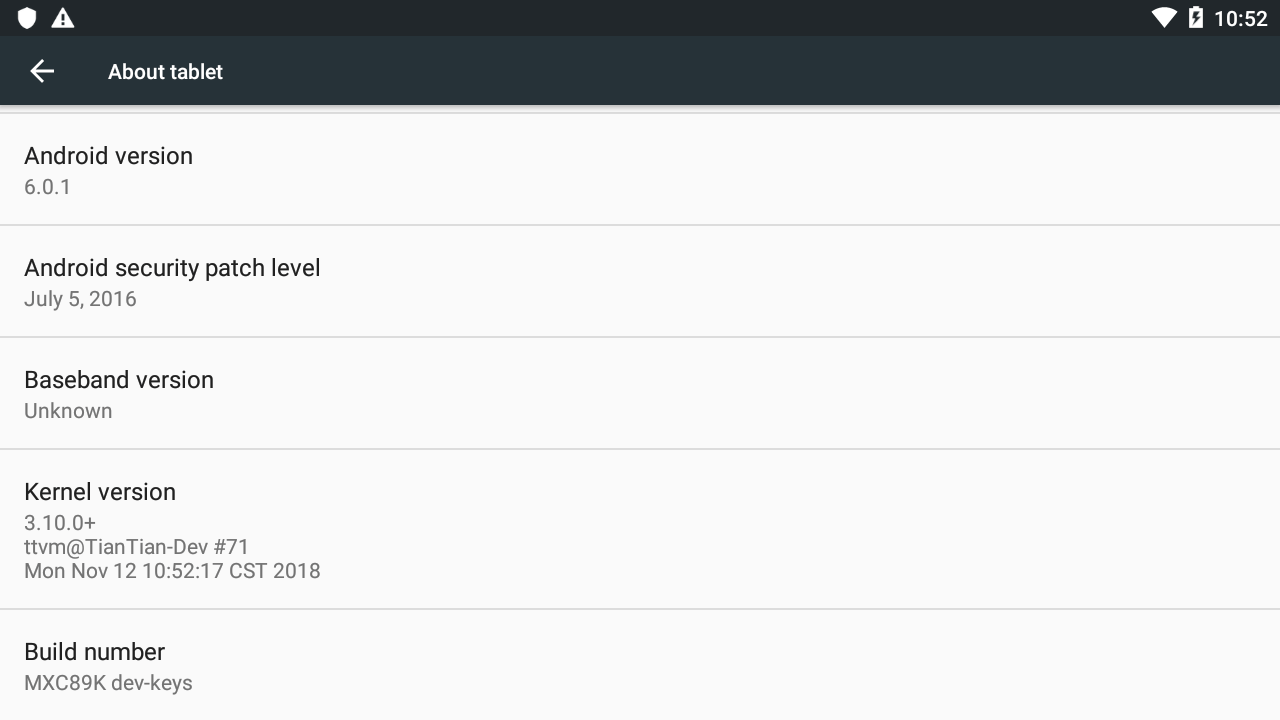 10:52
About tablet
Android version
6.0.1
Android security patch level
July 5, 2016
Baseband version
Unknown
Kernel version
3.10.0+
ttvm@TianTian-Dev #71
Mon Nov 12 10:52:17 CST 2018
Build number
MXC89K dev-keys